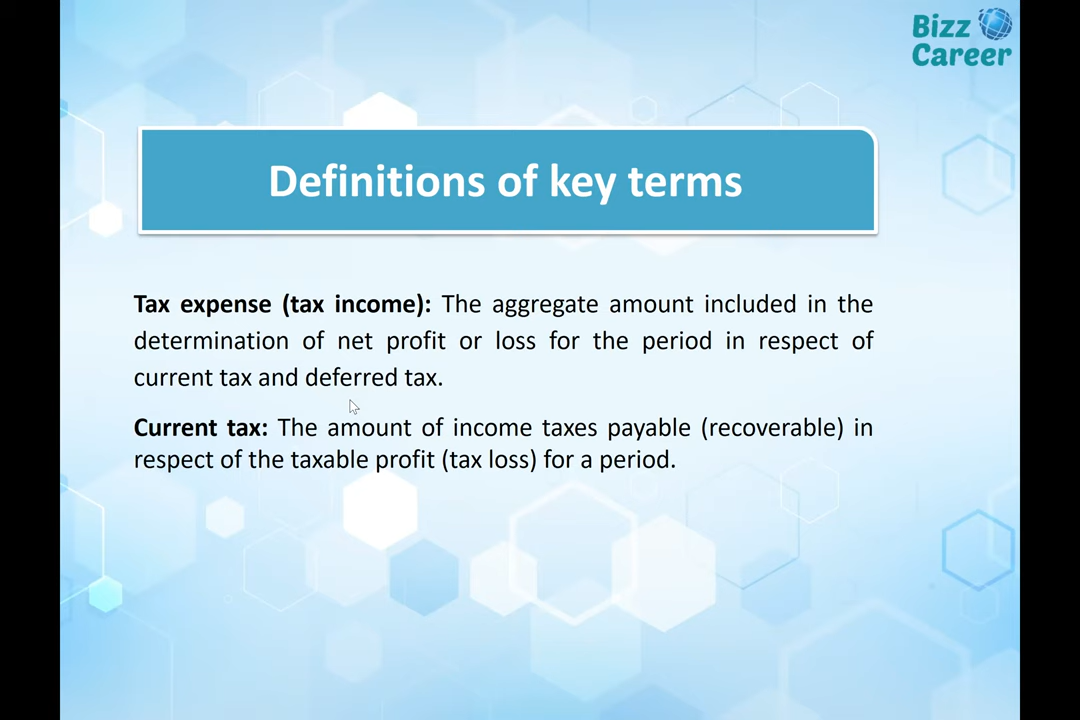 Bizz
Career
Definitions of key terms
Tax expense (tax income): The aggregate amount included in the
determination of net profit or loss for the period in respect of
current tax and deferred tax.
Current tax: The amount of income taxes payable (recoverable) in
respect of the taxable profit (tax loss) for a period.